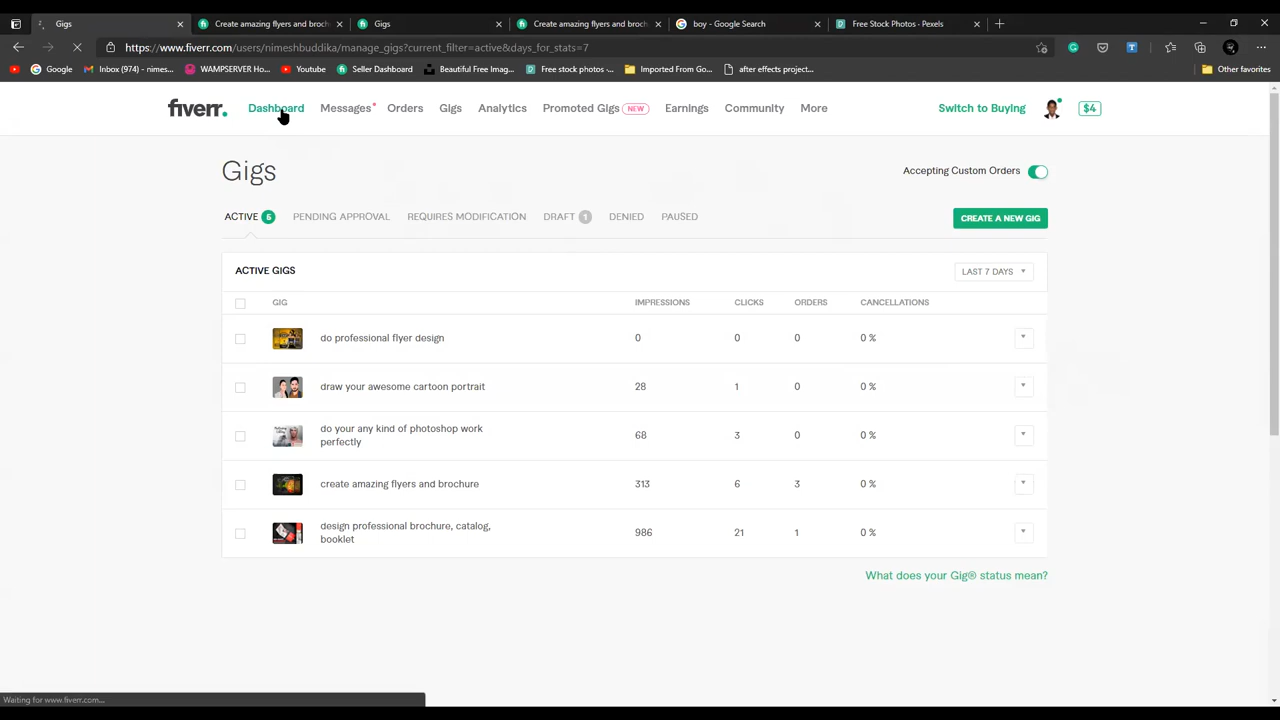 Gigs
Create amazing flyers and broch
Gigs
Create amazing flyers and broch
boy - Google Search
Free Stock Photos - Pexels
https://www.fiverr.com/users/nimeshbuddika/manage_gigs?current_filter=active&days_for_stats=7
Google
Inbox (974) - nimes...
WAMPSERVER Ho...
Youtube
Seller Dashboard
Beautiful Free Imag...
Free stock photos -...
Imported From Go...
after effects projec...
Other favorites
fiverr.
Dashboard
Messages
Orders
Gigs
Analytics
Promoted Gigs NEW
Earnings
Community
More
Switch to Buying
$4
Gigs
Accepting Custom Orders
ACTIVE 5
PENDING APPROVAL
REQUIRES MODIFICATION
DRAFT 1
DENIED
PAUSED
CREATE A NEW GIG
ACTIVE GIGS
LAST 7 DAYS
GIG IMPRESSIONS CLICKS ORDERS CANCELLATIONS
do professional flyer design 0 0 0 0 %
draw your awesome cartoon portrait 28 1 0 0 %
do your any kind of photoshop work
perfectly 68 3 0 0 %
create amazing flyers and brochure 313 6 3 0 %
design professional brochure, catalog,
booklet 986 21 1 0 %
What does your Gig® status mean?
Waiting for www.fiverr.com...